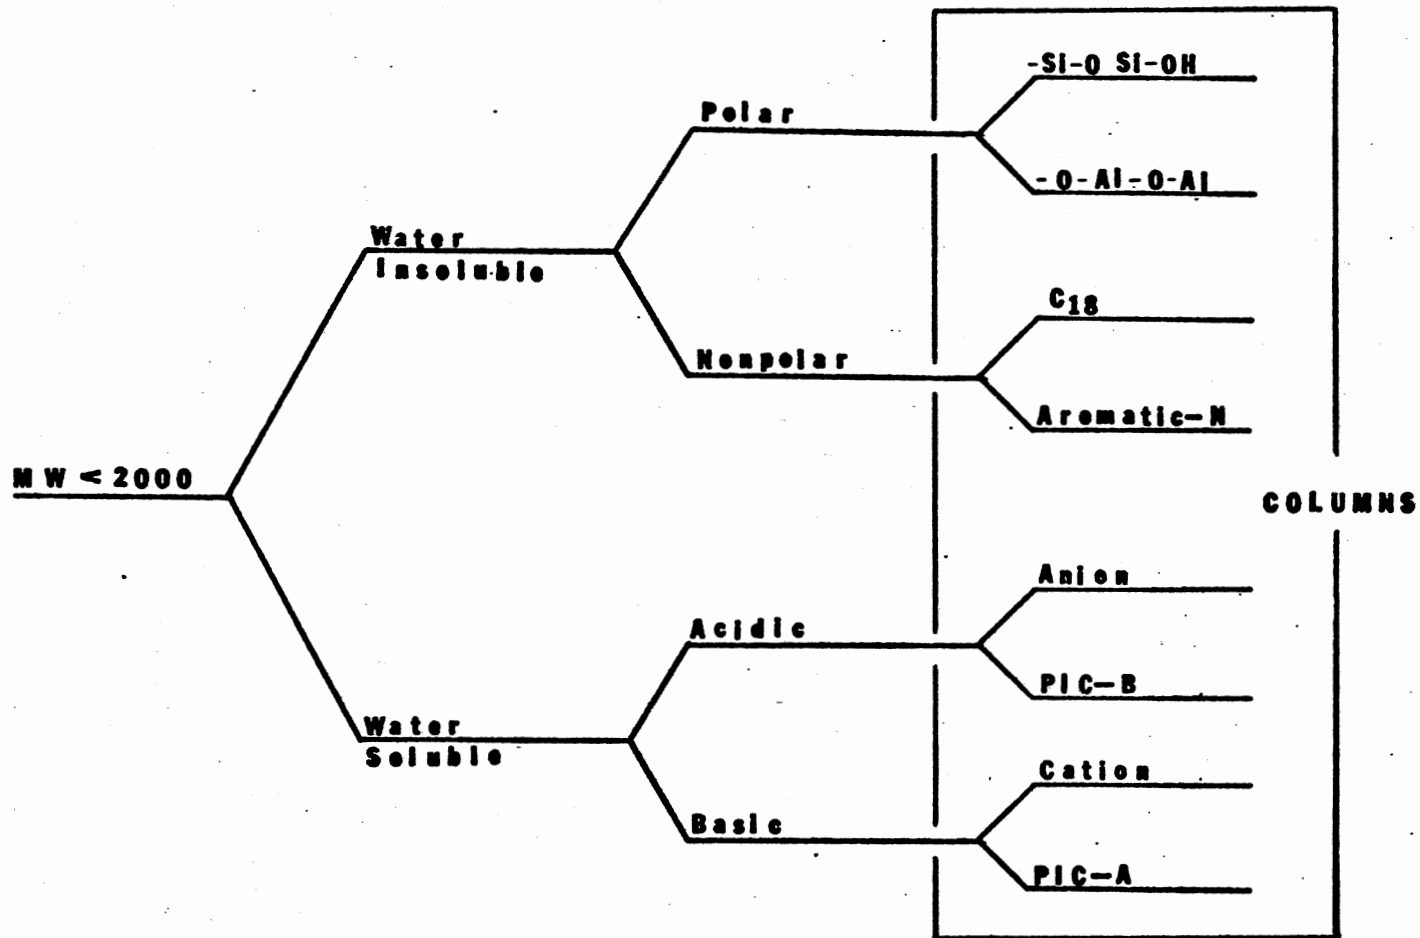 -Si-O Si-OH
Polar
-O-Al-O-Al
Water
Insoluble
C18
Nonpolar
Aromatic-N
MW < 2000
COLUMNS
Anion
Acidic
PIC-B
Water
Soluble
Cation
Basic
PIC-A